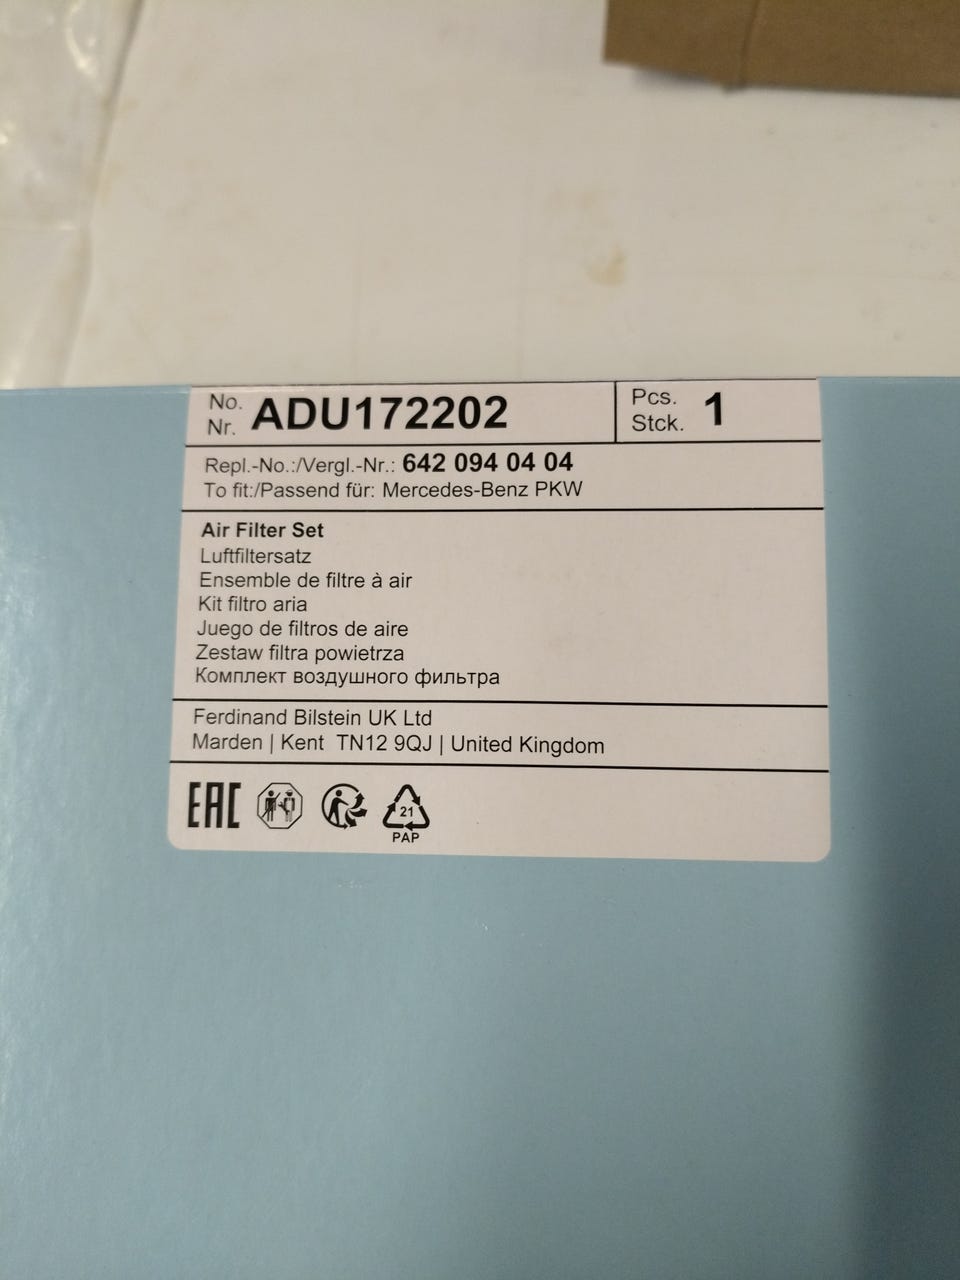 No. ADU172202
Nr.
Pcs. 1
Stck.
Repl.-No.:/Vergl.-Nr.: 642 094 04 04
To fit:/Passend für: Mercedes-Benz PKW
Air Filter Set
Luftfiltersatz
Ensemble de filtre à air
Kit filtro aria
Juego de filtros de aire
Zestaw filtra powietrza
Комплект воздушного фильтра
Ferdinand Bilstein UK Ltd
Marden | Kent TN12 9QJ | United Kingdom
EAC
21
PAP